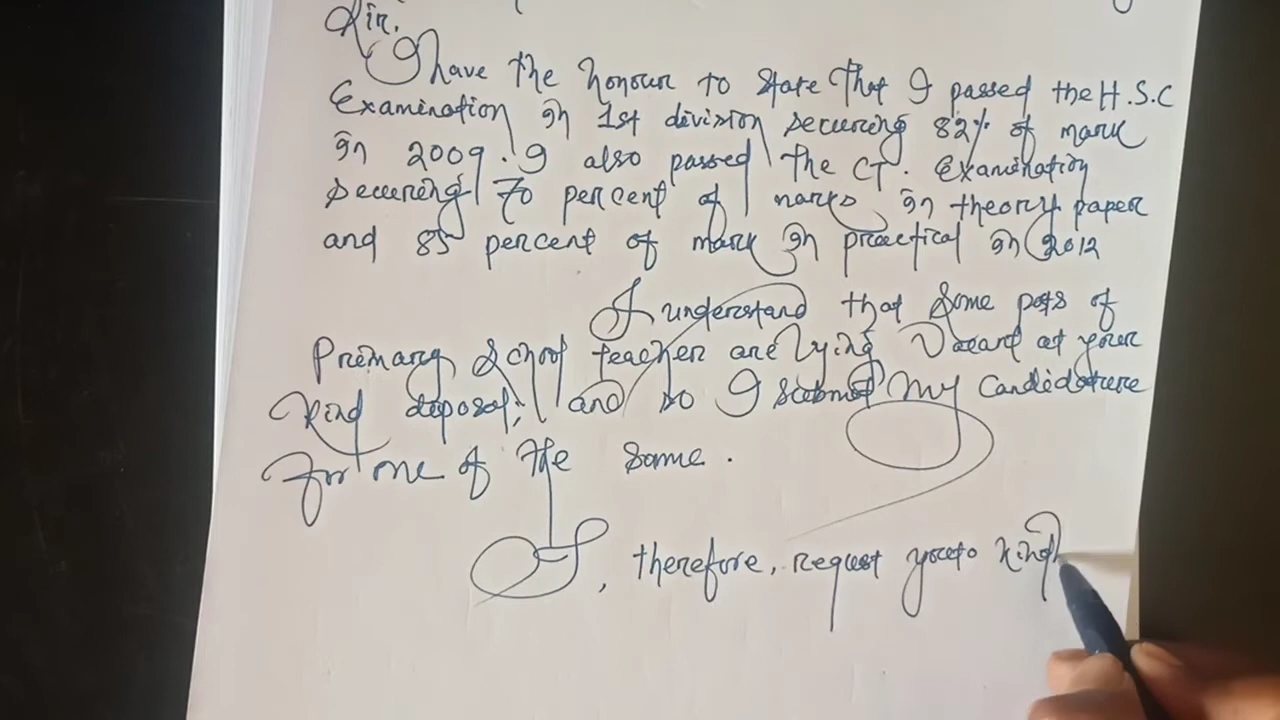 Sir.
I have the honour to state that I passed the H.S.C
Examination in 1st division securing 82% of mark
in 2009. I also passed the CT. Examination
securing 70 percent of marks in theory paper
and 85 percent of mark in practical in 2012
I understand that some posts of
Primary School teacher are lying Vacant at your
kind disposal, and so I submit My candidature
For one of the same.
I, therefore, request you to kindly